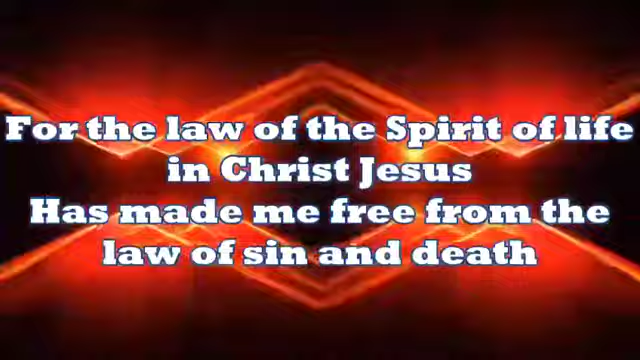 For the law of the Spirit of life
in Christ Jesus
Has made me free from the
law of sin and death